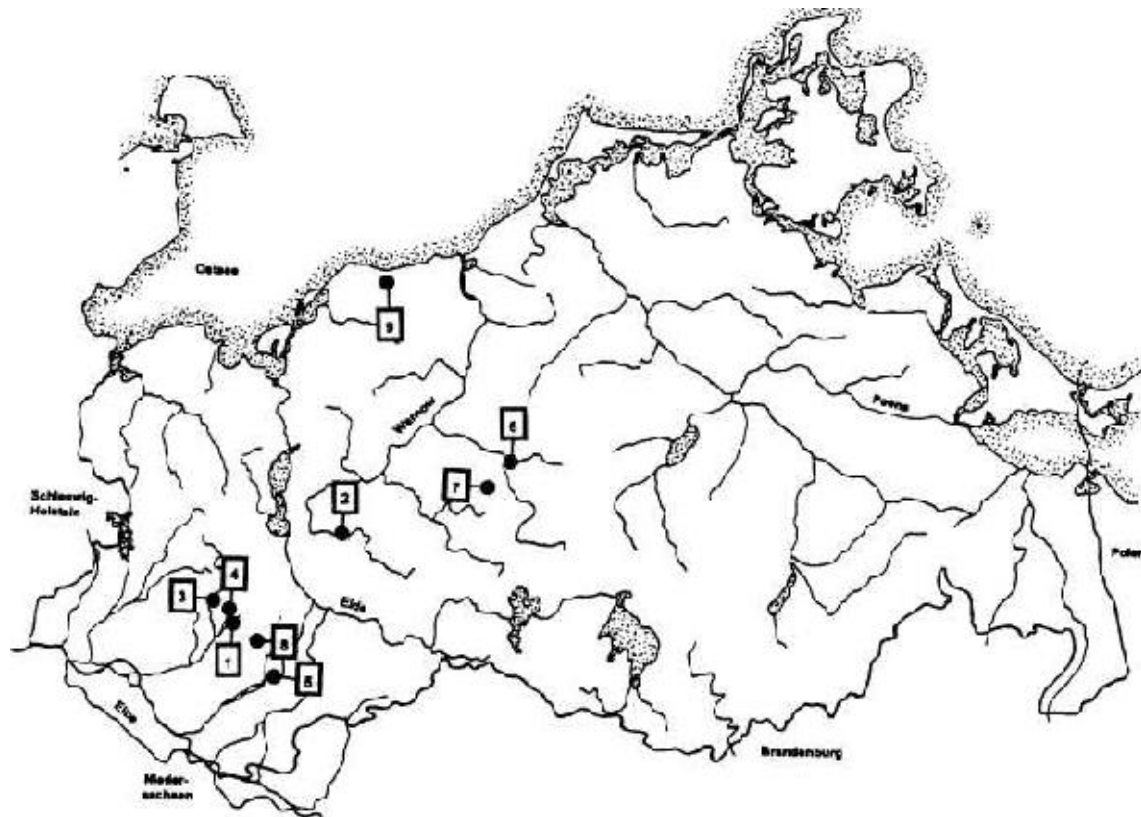 Ostsee
9
Warnow
6
Peene
7
2
Schleswig-
Holstein
Polen
4
3
Elde
1
8
5
Elbe
Nieder-
sachsen
Brandenburg